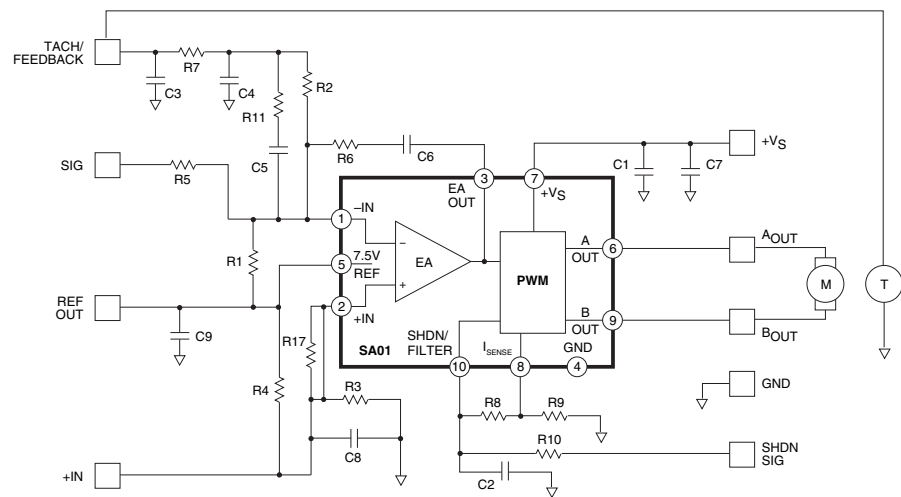 TACH/
FEEDBACK
R7
C3
C4
R2
R11
C5
R6
C6
SIG
R5
C1
C7
+VS
3
EA
OUT
7
+VS
1
–IN
R1
5
7.5V
REF
EA
–
+
PWM
A
OUT
6
AOUT
M
T
REF
OUT
C9
2
+IN
B
OUT
9
BOUT
R17
SHDN/
FILTER
ISENSE
GND
SA01
10
8
4
R4
R3
R8
R9
GND
C8
R10
SHDN
SIG
+IN
C2